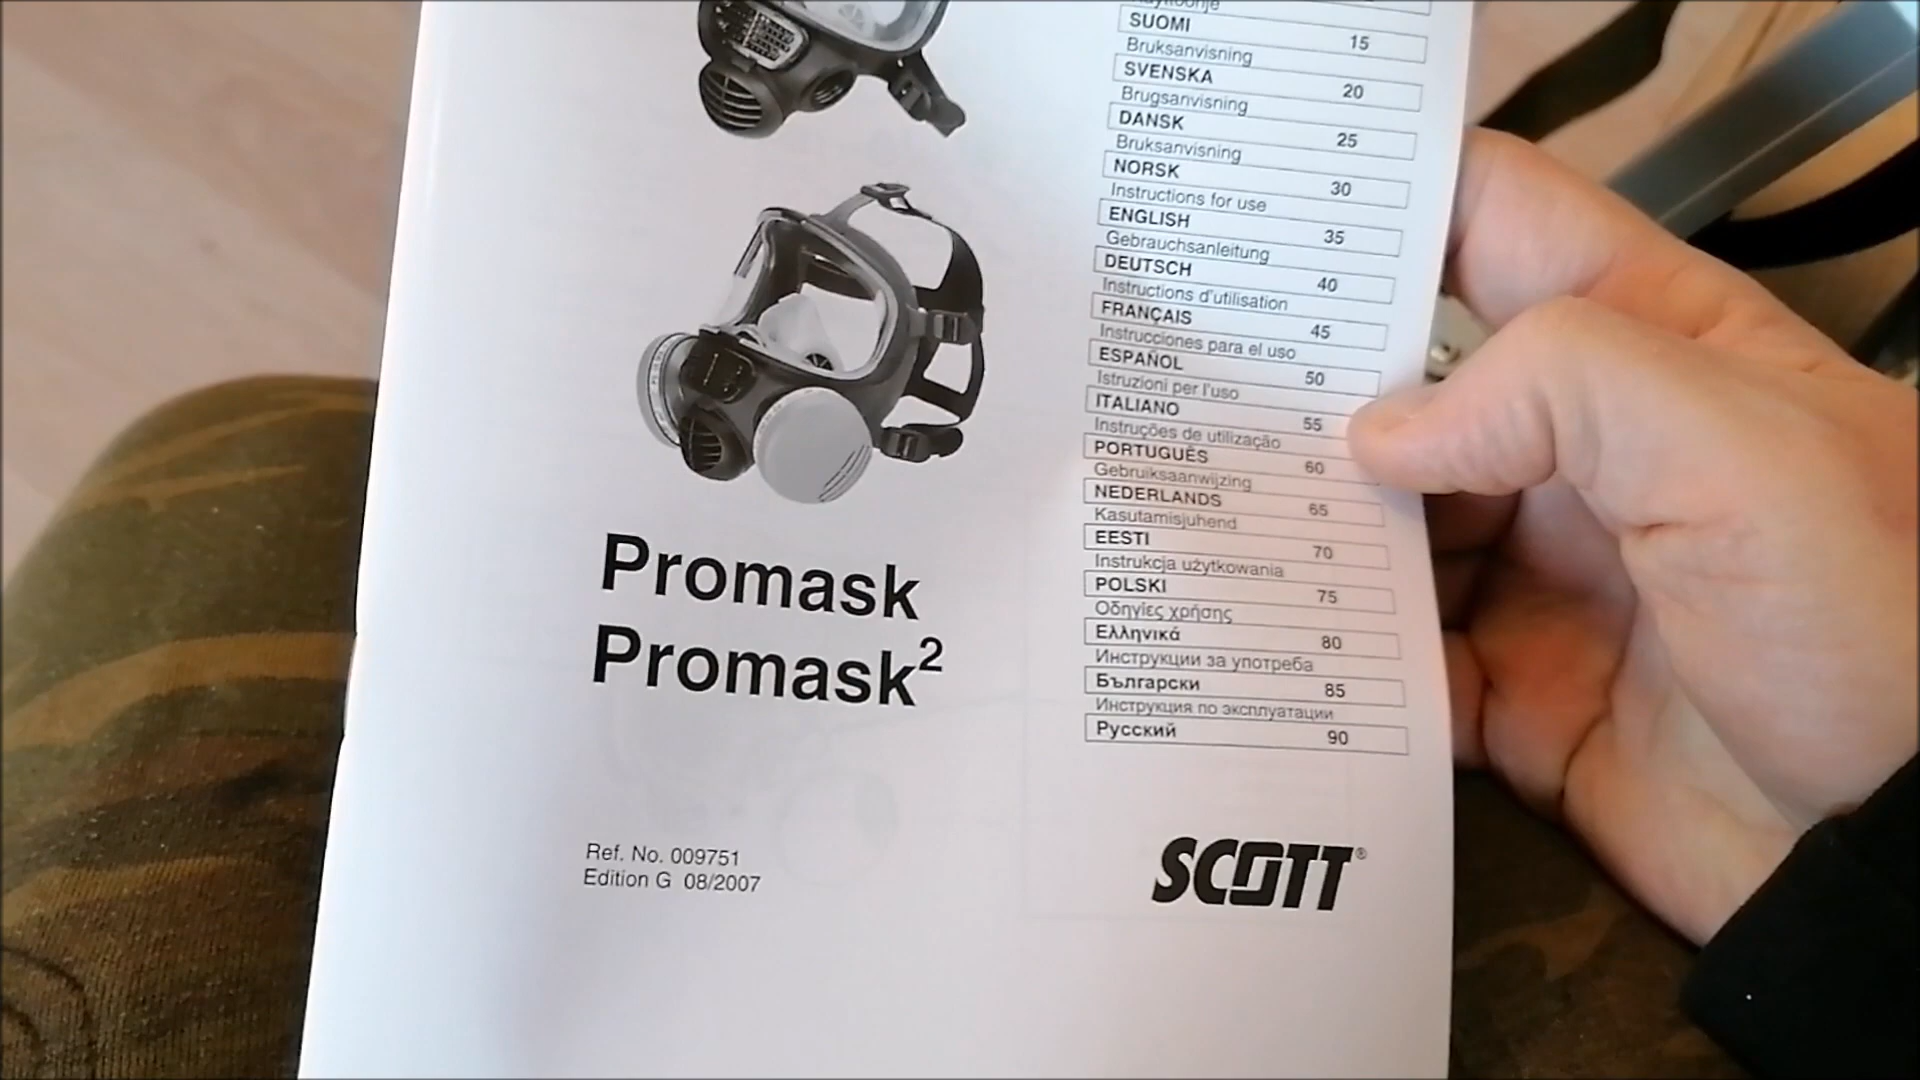 Käyttöohje
SUOMI 15
Bruksanvisning
SVENSKA 20
Brugsanvisning
DANSK 25
Bruksanvisning
NORSK 30
Instructions for use
ENGLISH 35
Gebrauchsanleitung
DEUTSCH 40
Instructions d'utilisation
FRANÇAIS 45
Instrucciones para el uso
ESPAÑOL 50
Istruzioni per l'uso
ITALIANO 55
Instruções de utilização
PORTUGUÊS 60
Gebruiksaanwijzing
NEDERLANDS 65
Kasutamisjuhend
EESTI 70
Instrukcja użytkowania
POLSKI 75
Οδηγίες χρήσης
Ελληνικά 80
Инструкции за употреба
Български 85
Инструкция по эксплуатации
Русский 90
Promask
Promask²
Ref. No. 009751
Edition G 08/2007
SCOTT®